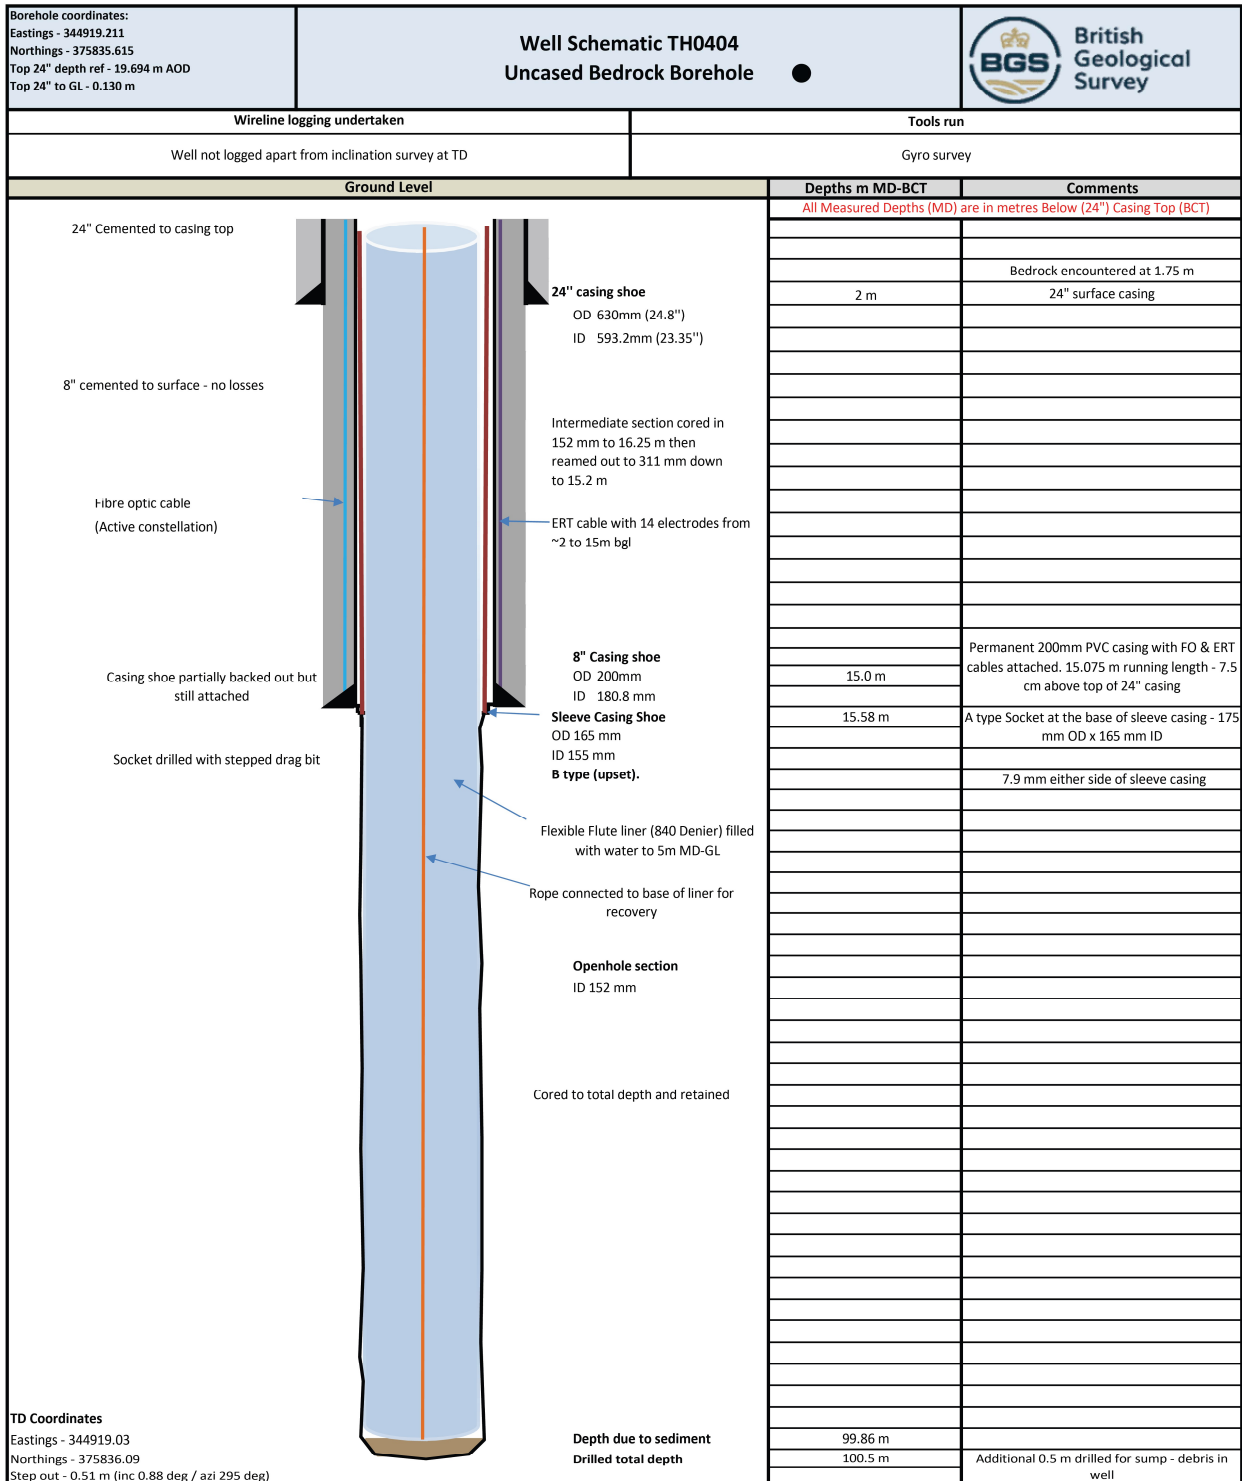 Borehole coordinates:
Eastings - 344919.211
Northings - 375835.615
Top 24" depth ref - 19.694 m AOD
Top 24" to GL - 0.130 m
Well Schematic TH0404
Uncased Bedrock Borehole
BGS
British
Geological
Survey
Wireline logging undertaken
Tools run
Well not logged apart from inclination survey at TD
Gyro survey
Ground Level
Depths m MD-BCT
Comments
All Measured Depths (MD) are in metres Below (24") Casing Top (BCT)
24" Cemented to casing top
Bedrock encountered at 1.75 m
24'' casing shoe
2 m
24" surface casing
OD 630mm (24.8'')
ID 593.2mm (23.35'')
8" cemented to surface - no losses
Intermediate section cored in
152 mm to 16.25 m then
reamed out to 311 mm down
to 15.2 m
Fibre optic cable
(Active constellation)
ERT cable with 14 electrodes from
~2 to 15m bgl
8" Casing shoe
OD 200mm
ID 180.8 mm
15.0 m
Permanent 200mm PVC casing with FO & ERT
cables attached. 15.075 m running length - 7.5
cm above top of 24" casing
Casing shoe partially backed out but
still attached
Sleeve Casing Shoe
OD 165 mm
ID 155 mm
B type (upset).
15.58 m
A type Socket at the base of sleeve casing - 175
mm OD x 165 mm ID
Socket drilled with stepped drag bit
7.9 mm either side of sleeve casing
Flexible Flute liner (840 Denier) filled
with water to 5m MD-GL
Rope connected to base of liner for
recovery
Openhole section
ID 152 mm
Cored to total depth and retained
TD Coordinates
Eastings - 344919.03
Northings - 375836.09
Step out - 0.51 m (inc 0.88 deg / azi 295 deg)
Depth due to sediment
99.86 m
Drilled total depth
100.5 m
Additional 0.5 m drilled for sump - debris in
well